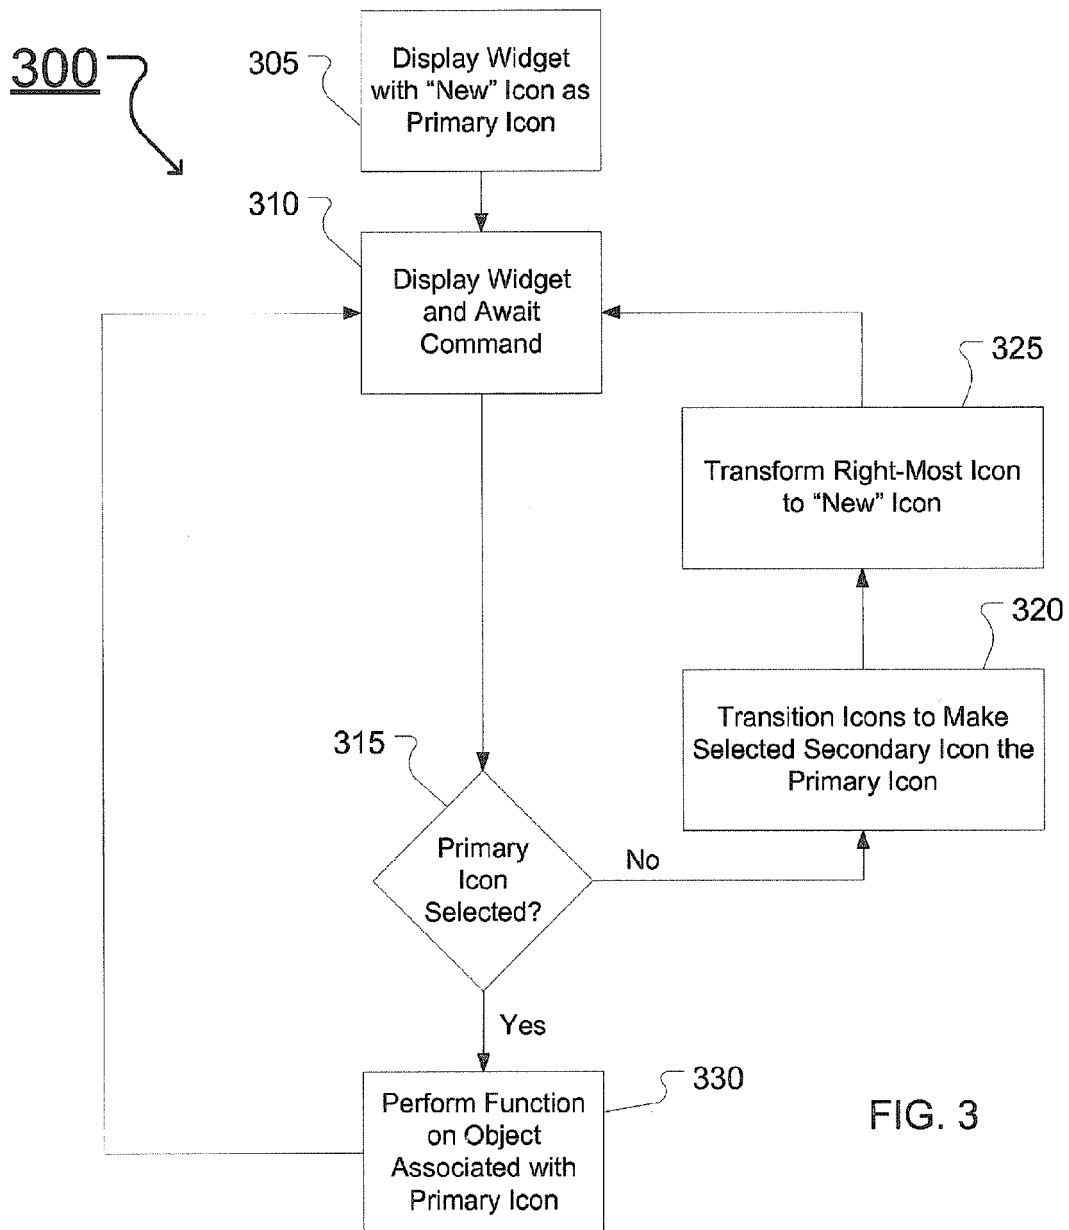 300
305
Display Widget
with “New” Icon as
Primary Icon
310
Display Widget
and Await
Command
325
Transform Right-Most Icon
to “New” Icon
320
Transition Icons to Make
Selected Secondary Icon the
Primary Icon
315
Primary
Icon
Selected?
No
Yes
330
Perform Function
on Object
Associated with
Primary Icon
FIG. 3